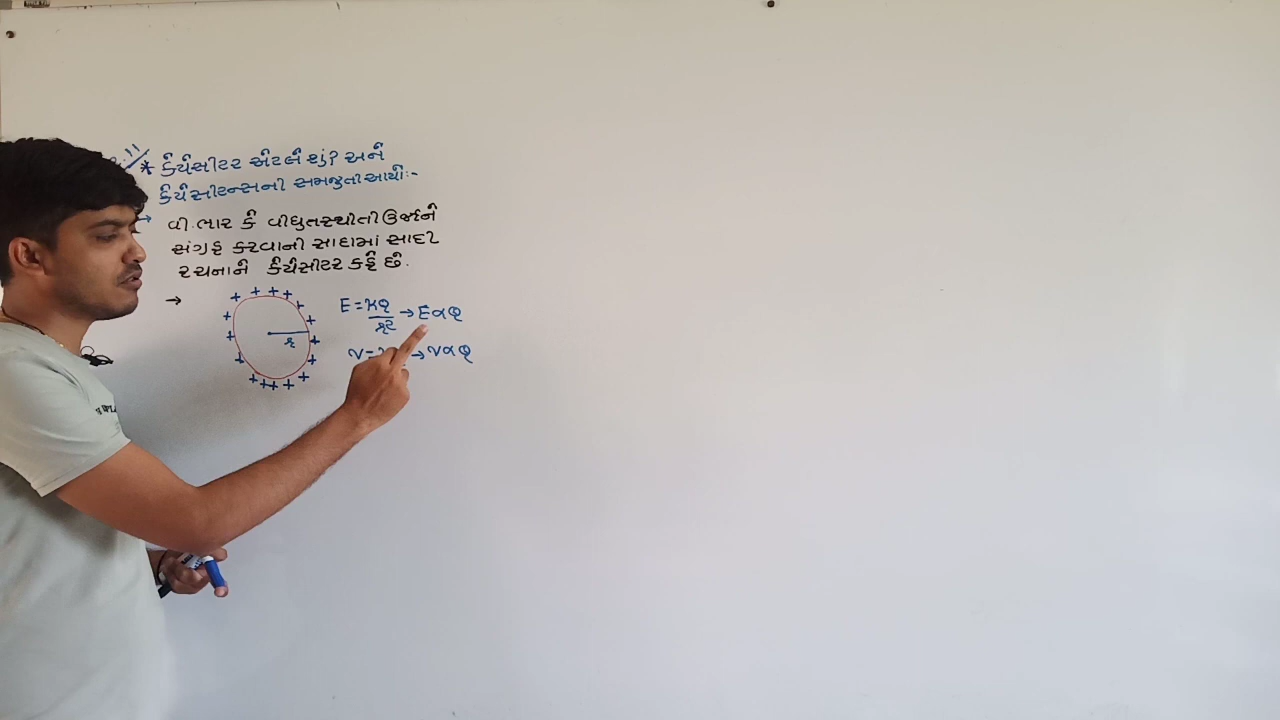 * કેપેસીટર એટલે શું? અને
કેપેસીટન્સની સમજુતી આપો:-
→ વી.ભાર કે વીધુતસ્થીતી ઉર્જાને
સંગ્રહ કરવાની સાદામાં સાદી
રચનાને કેપેસીટર કહે છે.
→
+ + + + + + + + + + + + + + + +
r
E = KQ/r² → E∝Q
V = → V∝Q